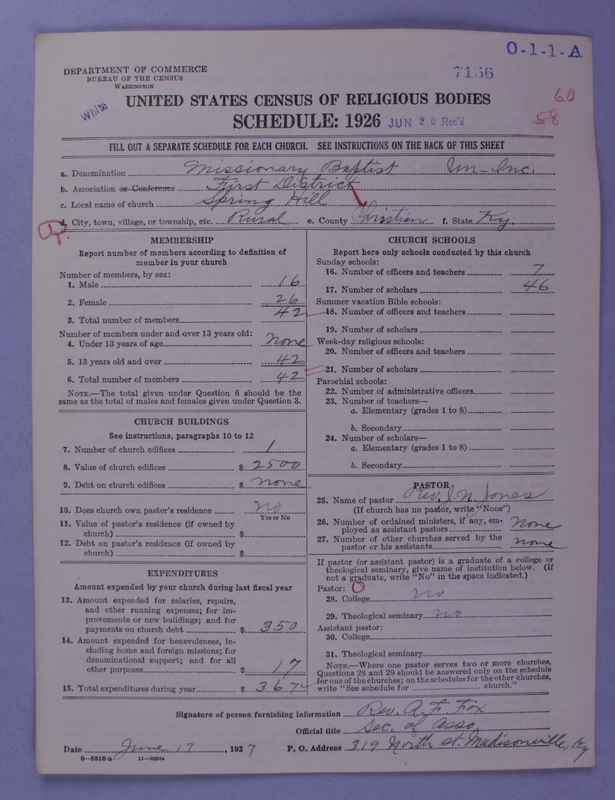 O-1-1-A
DEPARTMENT OF COMMERCE
BUREAU OF THE CENSUS
WASHINGTON
7156
White
60
58
UNITED STATES CENSUS OF RELIGIOUS BODIES
SCHEDULE: 1926 JUN 20 Rec'd
FILL OUT A SEPARATE SCHEDULE FOR EACH CHURCH. SEE INSTRUCTIONS ON THE BACK OF THIS SHEET
a. Denomination Missionary Baptist Un-Inc.
b. Association or Conference First District
c. Local name of church Spring Hill
d. City, town, village, or township, etc. Rural e. County Christian f. State Ky.
MEMBERSHIP
Report number of members according to definition of
member in your church
Number of members, by sex:
1. Male 16
2. Female 26
3. Total number of members 42
Number of members under and over 13 years old:
4. Under 13 years of age none
5. 13 years old and over 42
6. Total number of members 42
NOTE.—The total given under Question 6 should be the
same as the total of males and females given under Question 3.
CHURCH BUILDINGS
See instructions, paragraphs 10 to 12
7. Number of church edifices 1
8. Value of church edifices $ 2500
9. Debt on church edifices $ none
10. Does church own pastor's residence no
Yes or No
11. Value of pastor's residence (if owned by
church) $
12. Debt on pastor's residence (if owned by
church) $
EXPENDITURES
Amount expended by your church during last fiscal year
13. Amount expended for salaries, repairs,
and other running expenses; for im-
provements or new buildings; and for
payments on church debt $ 350
14. Amount expended for benevolences, in-
cluding home and foreign missions; for
denominational support; and for all
other purposes $ 17
15. Total expenditures during year $ 367
CHURCH SCHOOLS
Report here only schools conducted by this church
Sunday schools:
16. Number of officers and teachers 7
17. Number of scholars 46
Summer vacation Bible schools:
18. Number of officers and teachers
19. Number of scholars
Week-day religious schools:
20. Number of officers and teachers
21. Number of scholars
Parochial schools:
22. Number of administrative officers
23. Number of teachers—
a. Elementary (grades 1 to 8)
b. Secondary
24. Number of scholars—
a. Elementary (grades 1 to 8)
b. Secondary
PASTOR
25. Name of pastor Rev. J. N. Jones
(If church has no pastor, write "None")
26. Number of ordained ministers, if any, em-
ployed as assistant pastors none
27. Number of other churches served by the
pastor or his assistants none
If pastor (or assistant pastor) is a graduate of a college or
theological seminary, give name of institution below. (If
not a graduate, write "No" in the space indicated.)
Pastor: O
28. College no
29. Theological seminary no
Assistant pastor:
30. College
31. Theological seminary
NOTE.—Where one pastor serves two or more churches,
Questions 28 and 29 should be answered only on the schedule
for one of the churches; on the schedules for the other churches,
write "See schedule for church."
Signature of person furnishing information Rev. A. F. Fox
Official title Sec. of Asso.
Date June 17, 1927 P. O. Address 319 North st. Madisonville, Ky
8—5518 a 11—9034a